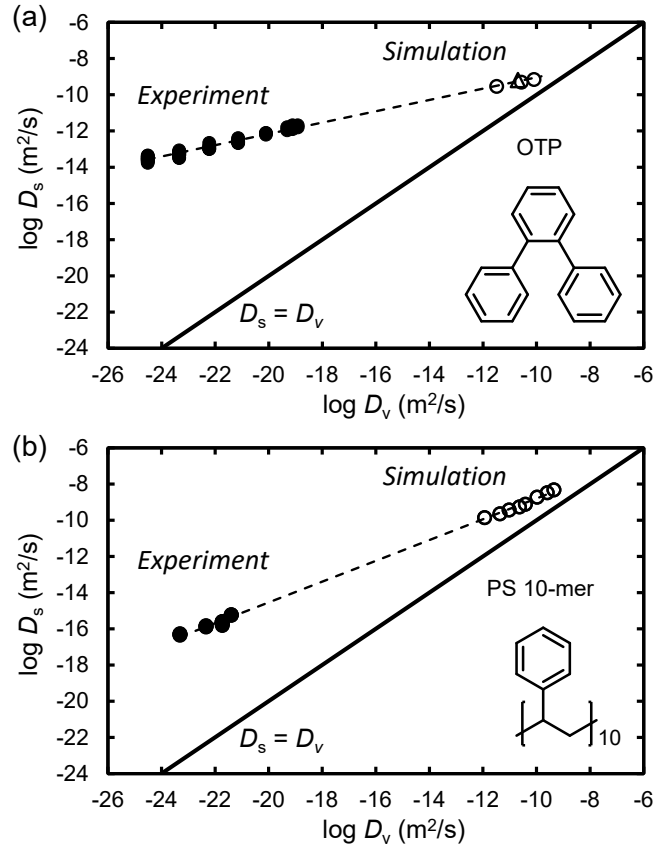 (a)
-6
-8
-10
-12
-14
-16
-18
-20
-22
-24
log Ds (m²/s)
Simulation
Experiment
OTP
Ds = Dv
-26 -24 -22 -20 -18 -16 -14 -12 -10 -8 -6
log Dv (m²/s)
(b)
-6
-8
-10
-12
-14
-16
-18
-20
-22
-24
log Ds (m²/s)
Simulation
Experiment
PS 10-mer
10
Ds = Dv
-26 -24 -22 -20 -18 -16 -14 -12 -10 -8 -6
log Dv (m²/s)